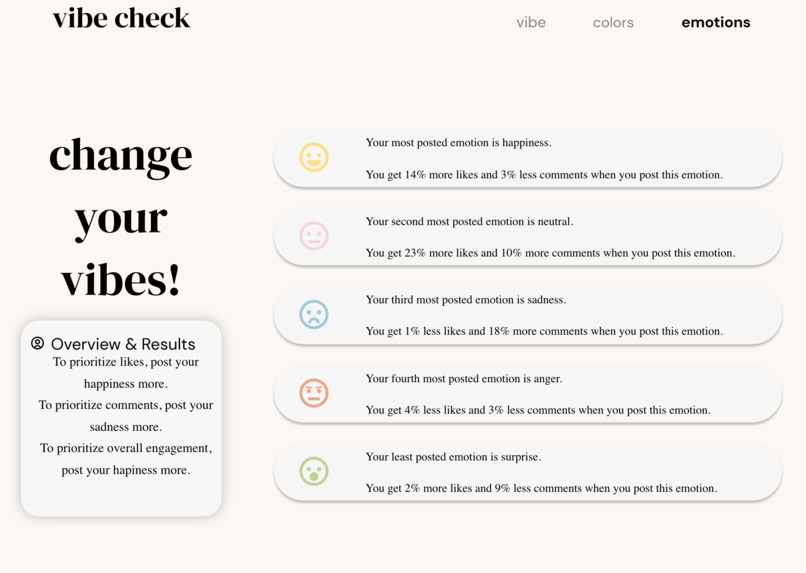 vibe check
vibe
colors
emotions
change
your
vibes!
Overview & Results
To prioritize likes, post your
happiness more.
To prioritize comments, post your
sadness more.
To prioritize overall engagement,
post your hapiness more.
Your most posted emotion is happiness.
You get 14% more likes and 3% less comments when you post this emotion.
Your second most posted emotion is neutral.
You get 23% more likes and 10% more comments when you post this emotion.
Your third most posted emotion is sadness.
You get 1% less likes and 18% more comments when you post this emotion.
Your fourth most posted emotion is anger.
You get 4% less likes and 3% less comments when you post this emotion.
Your least posted emotion is surprise.
You get 2% more likes and 9% less comments when you post this emotion.